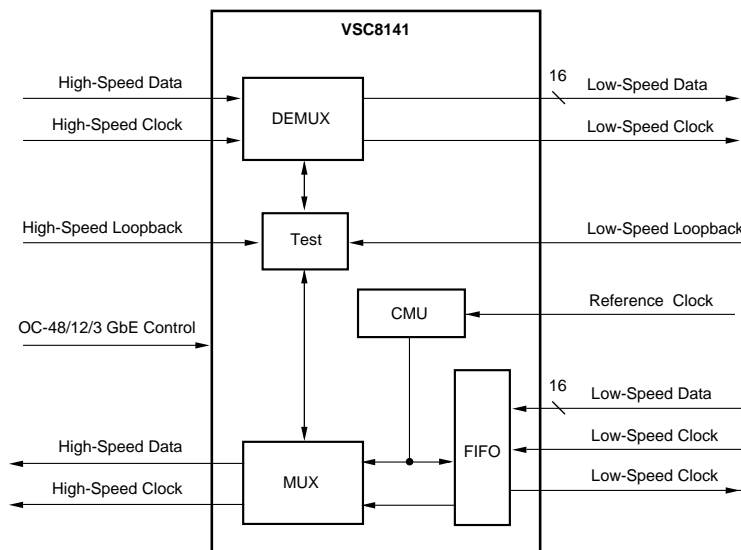 VSC8141
High-Speed Data
16
Low-Speed Data
DEMUX
High-Speed Clock
Low-Speed Clock
High-Speed Loopback
Test
Low-Speed Loopback
CMU
Reference Clock
OC-48/12/3 GbE Control
16
Low-Speed Data
High-Speed Data
FIFO
Low-Speed Clock
MUX
High-Speed Clock
Low-Speed Clock